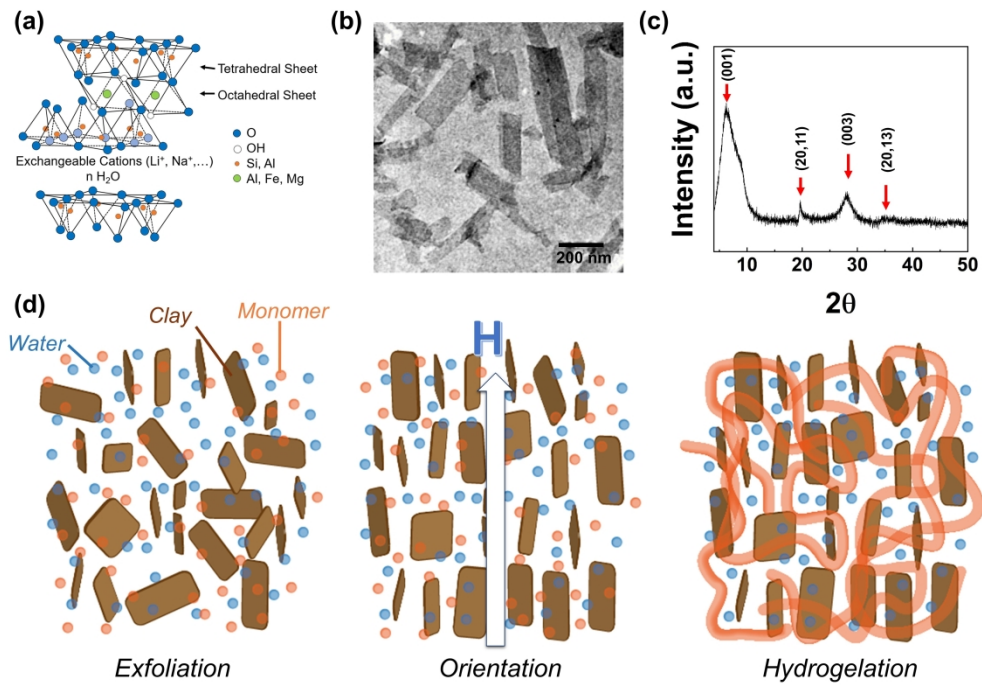 (a)
Tetrahedral Sheet
Octahedral Sheet
O
OH
Si, Al
Al, Fe, Mg
Exchangeable Cations (Li⁺, Na⁺,...)
n H₂O
(b)
200 nm
(c)
Intensity (a.u.)
(001)
(20,11)
(003)
(20,13)
10
20
30
40
50
2θ
(d)
Water
Clay
Monomer
H
Exfoliation
Orientation
Hydrogelation